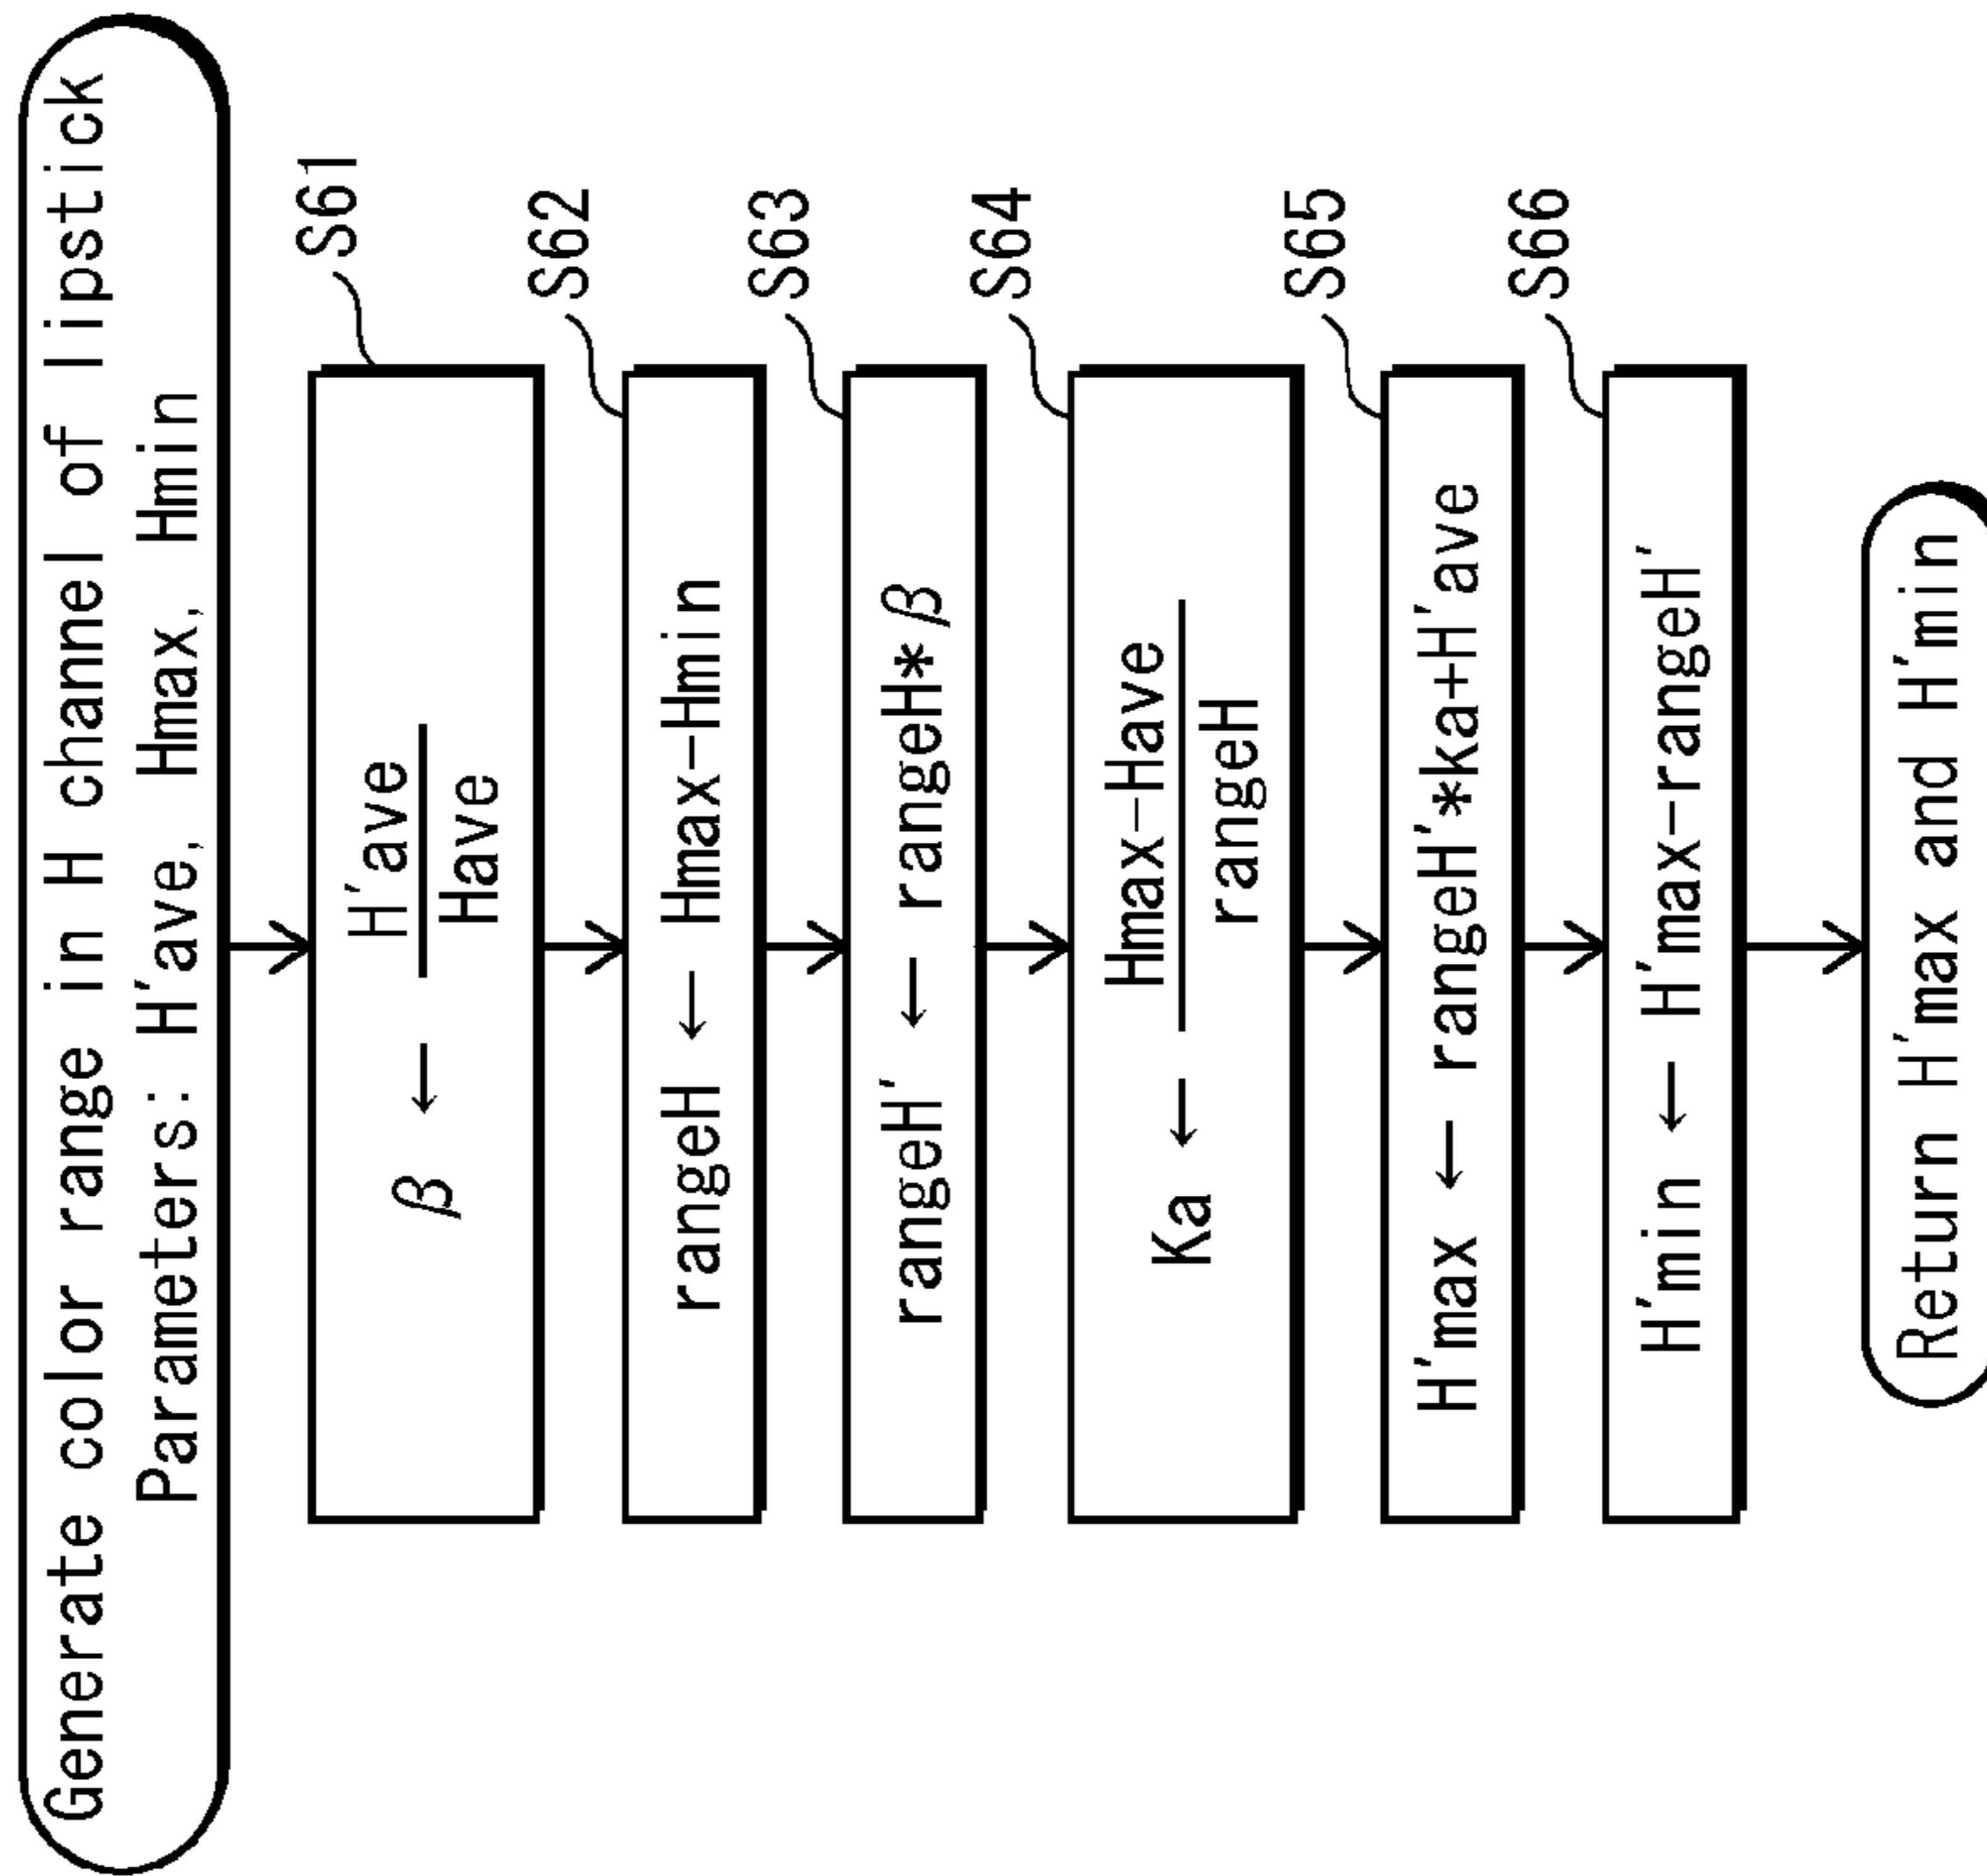 Generate color range in H channel of lipstick
Parameters: H'ave, Hmax, Hmin
S61
β ← H'ave
Have
S62
rangeH ← Hmax-Hmin
S63
rangeH' ← rangeH*β
S64
Ka ← Hmax-Have
rangeH
S65
H'max ← rangeH'*ka+H'ave
S66
H'min ← H'max-rangeH'
Return H'max and H'min